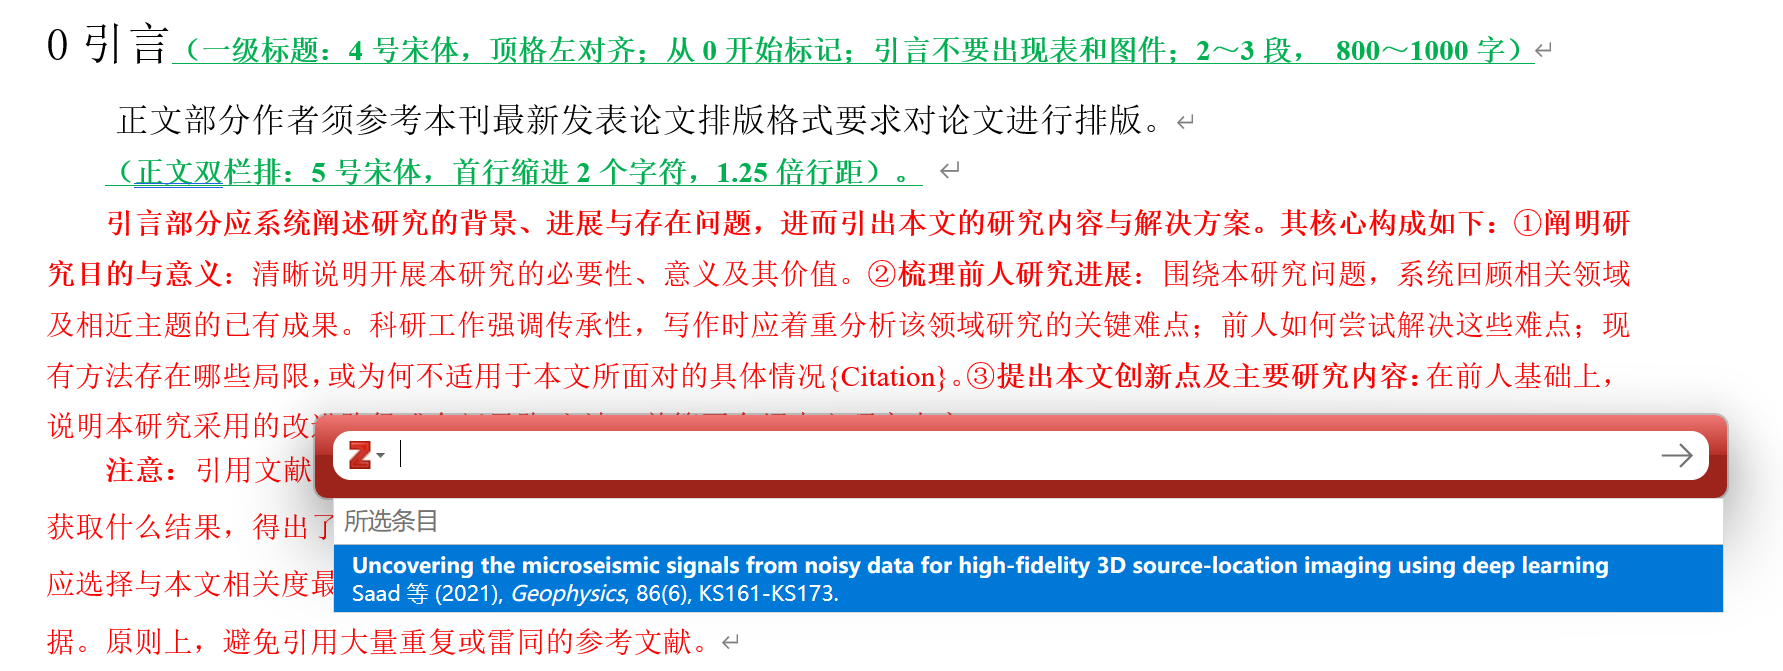 0 引言（一级标题：4 号宋体，顶格左对齐；从 0 开始标记；引言不要出现表和图件；2～3 段， 800～1000 字）
正文部分作者须参考本刊最新发表论文排版格式要求对论文进行排版。
（正文双栏排：5 号宋体，首行缩进 2 个字符，1.25 倍行距）。
引言部分应系统阐述研究的背景、进展与存在问题，进而引出本文的研究内容与解决方案。其核心构成如下：①阐明研
究目的与意义：清晰说明开展本研究的必要性、意义及其价值。②梳理前人研究进展：围绕本研究问题，系统回顾相关领域
及相近主题的已有成果。科研工作强调传承性，写作时应着重分析该领域研究的关键难点；前人如何尝试解决这些难点；现
有方法存在哪些局限，或为何不适用于本文所面对的具体情况{Citation}。③提出本文创新点及主要研究内容：在前人基础上，
说明本研究采用的改
注意：引用文献
获取什么结果，得出了
应选择与本文相关度最
据。原则上，避免引用大量重复或雷同的参考文献。
Z
所选条目
Uncovering the microseismic signals from noisy data for high-fidelity 3D source-location imaging using deep learning
Saad 等 (2021), Geophysics, 86(6), KS161-KS173.